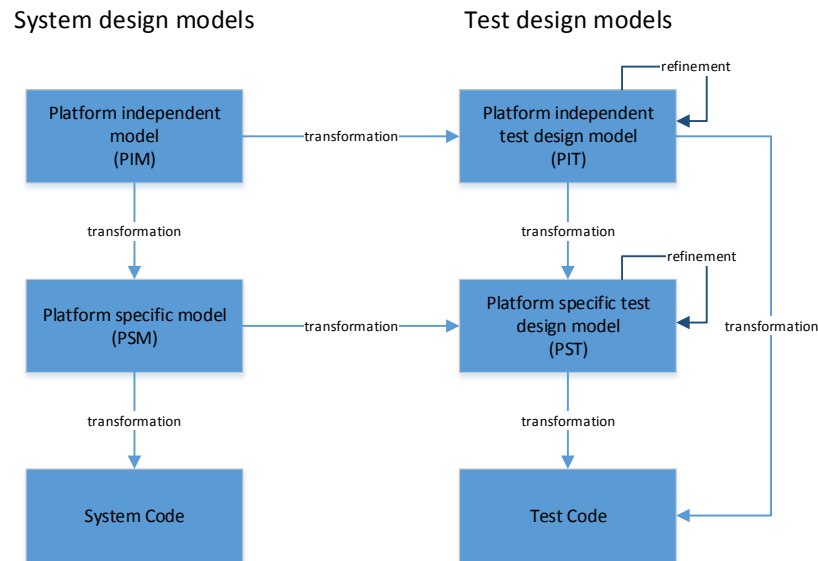 System design models
Test design models
refinement
Platform independent
model
(PIM)
transformation
Platform independent
test design model
(PIT)
transformation
transformation
refinement
Platform specific model
(PSM)
transformation
Platform specific test
design model
(PST)
transformation
transformation
transformation
System Code
Test Code